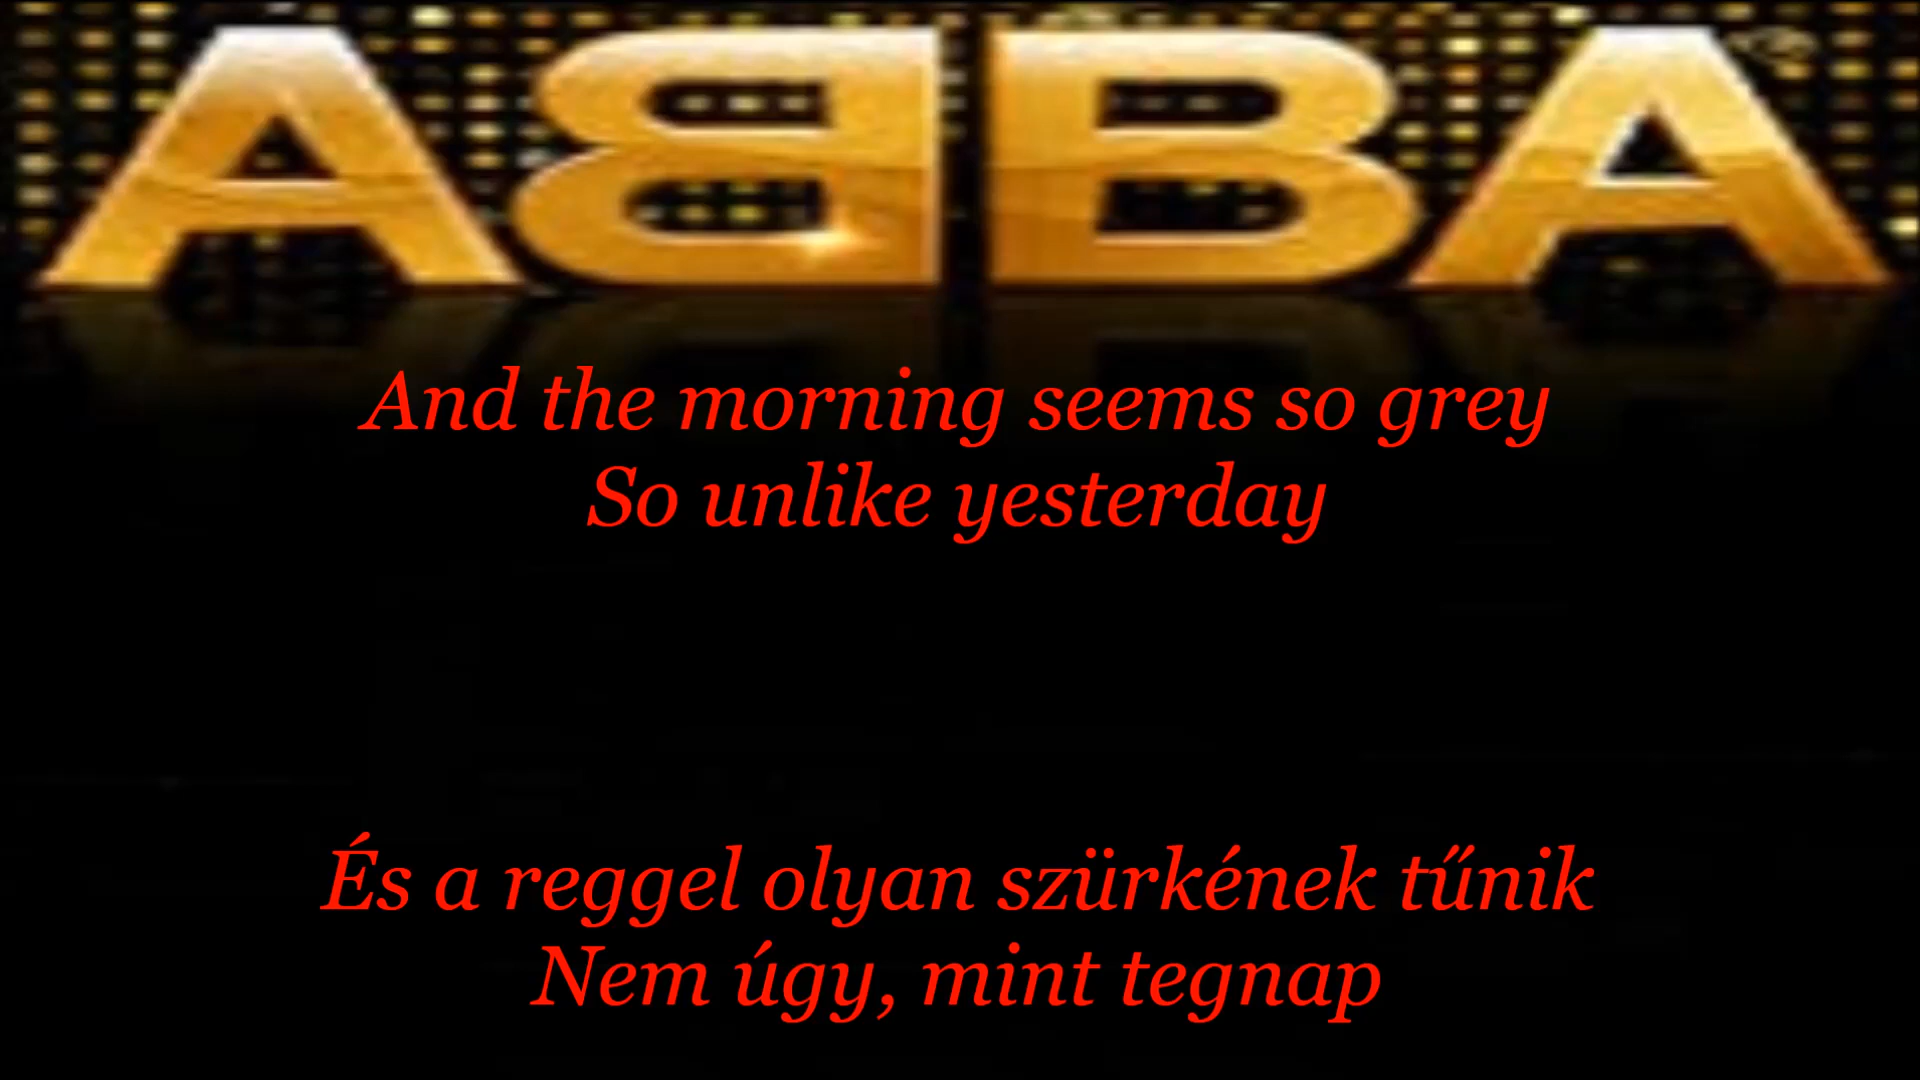 ABBA
And the morning seems so grey
So unlike yesterday
És a reggel olyan szürkének tűnik
Nem úgy, mint tegnap